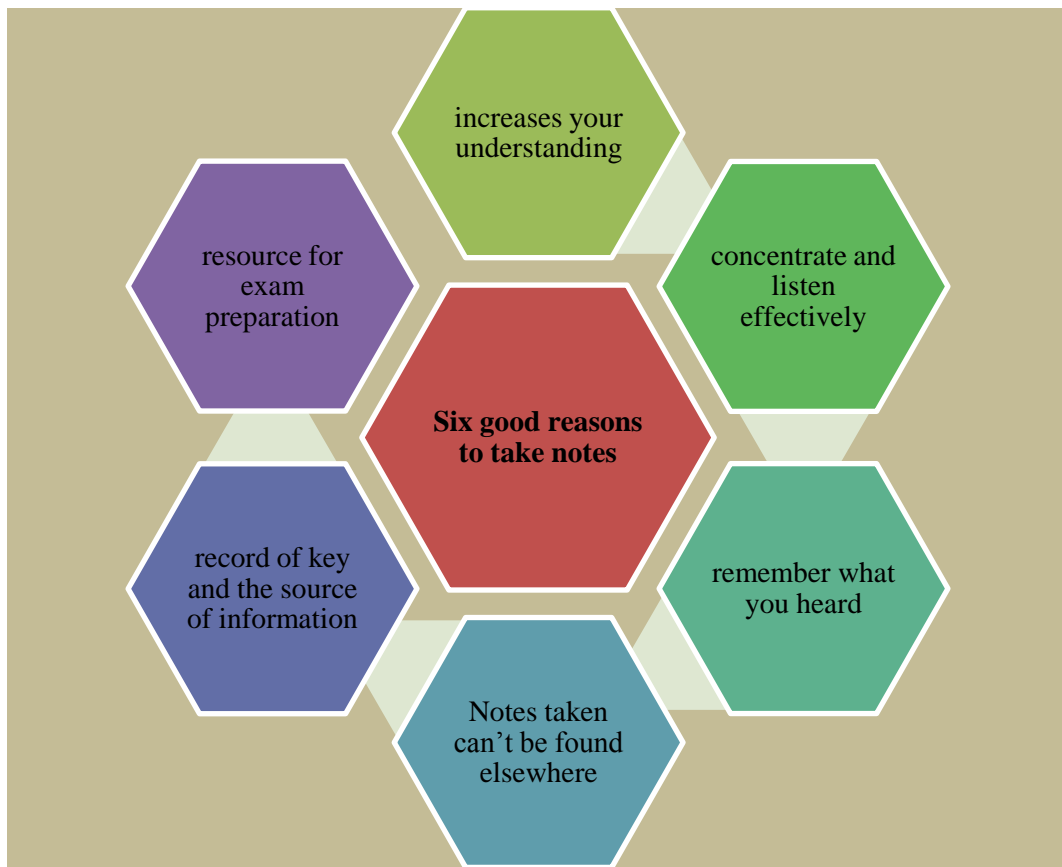 increases your
understanding
concentrate and
listen
effectively
remember what
you heard
Notes taken
can’t be found
elsewhere
record of key
and the source
of information
resource for
exam
preparation
Six good reasons
to take notes